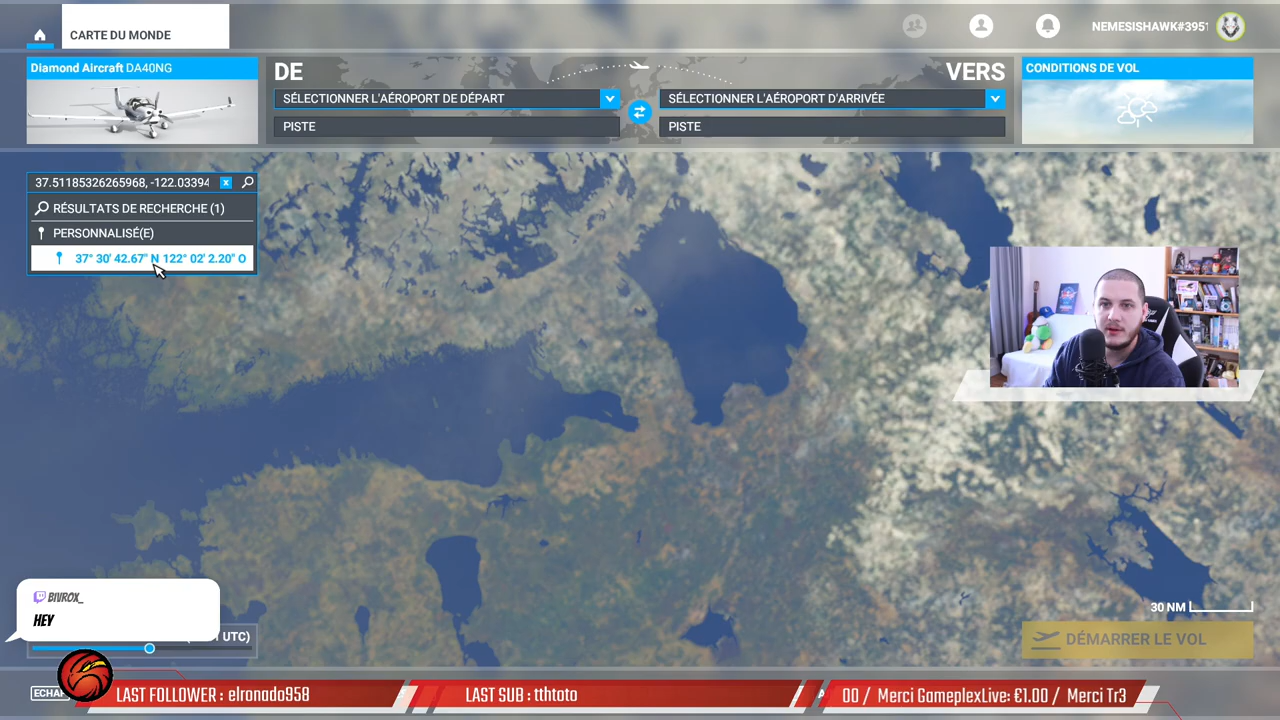 CARTE DU MONDE
NEMESISHAWK#3951
Diamond Aircraft DA40NG
DE
VERS
CONDITIONS DE VOL
SÉLECTIONNER L'AÉROPORT DE DÉPART
SÉLECTIONNER L'AÉROPORT D'ARRIVÉE
PISTE
PISTE
37.51185326265968, -122.03394
RÉSULTATS DE RECHERCHE (1)
PERSONNALISÉ(E)
37° 30' 42.67" N 122° 02' 2.20" O
BIVROX_
HEY
UTC)
30 NM
DÉMARRER LE VOL
LAST FOLLOWER : elronado958
LAST SUB : tthtoto
00 / Merci GameplexLive: €1.00 / Merci Tr3